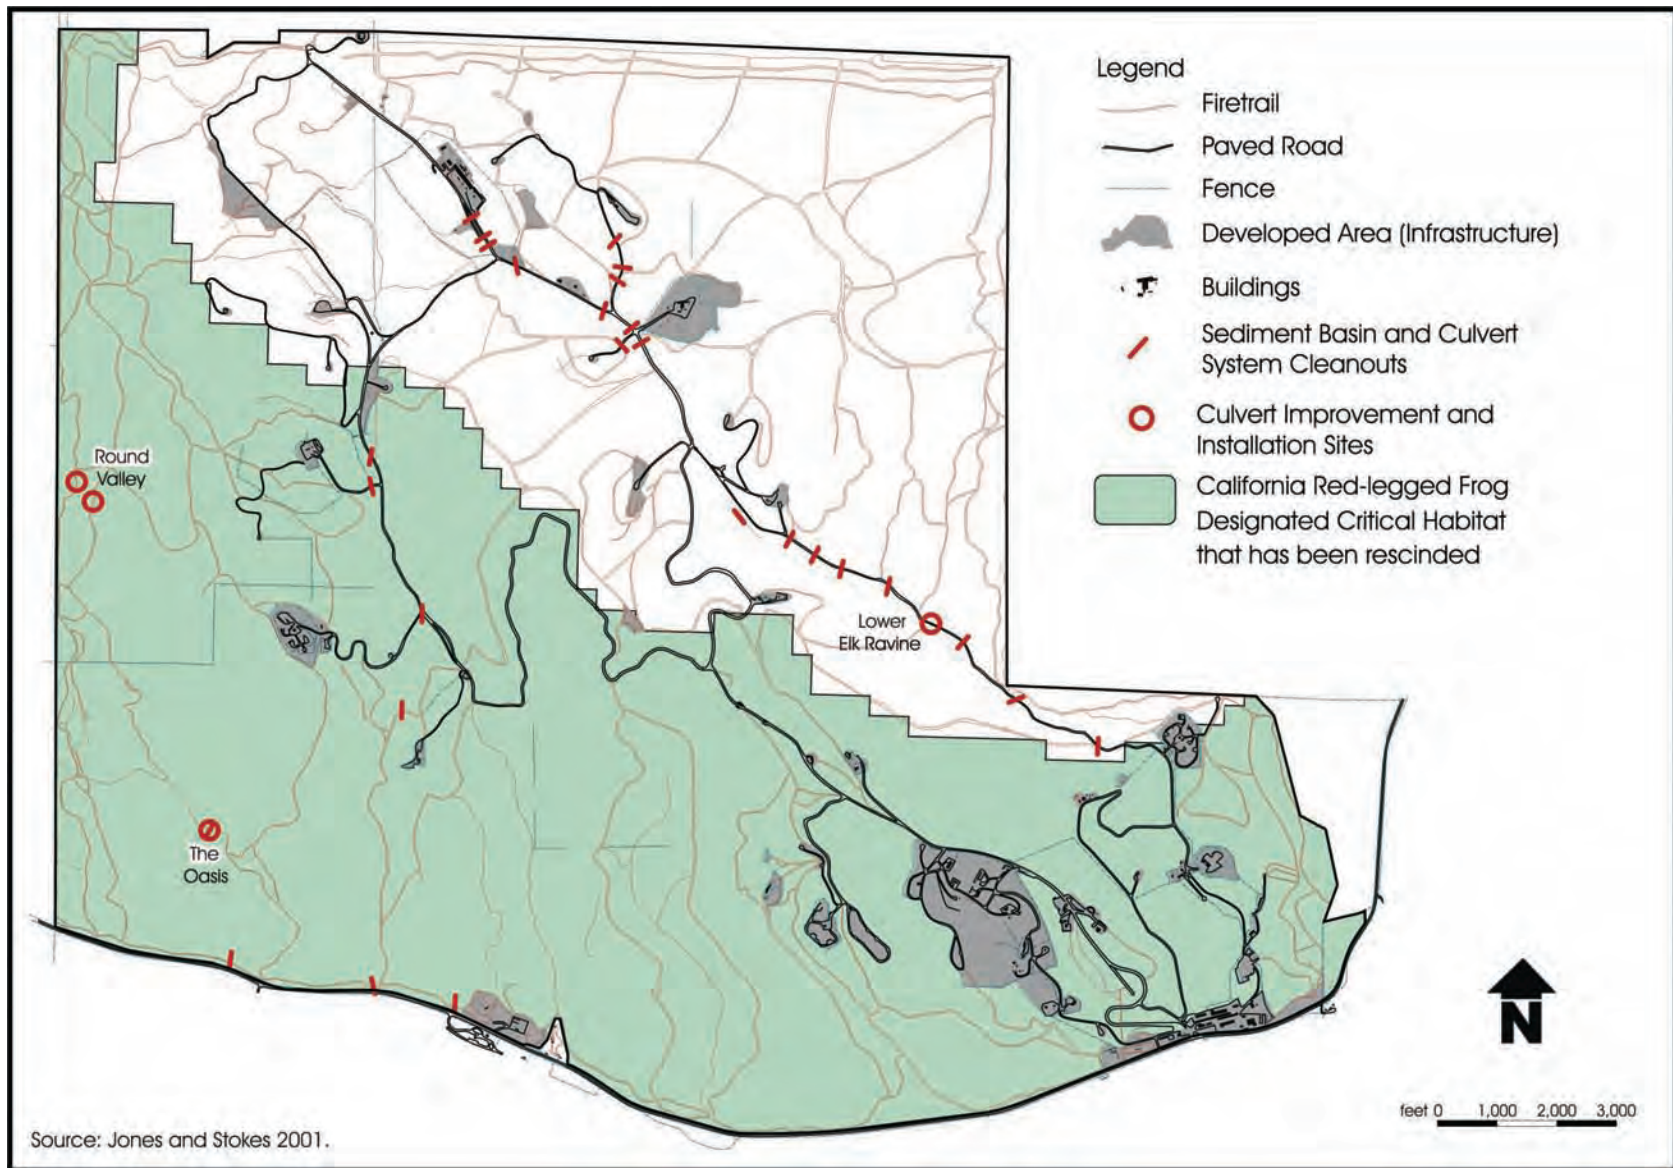 Legend
Firetrail
Paved Road
Fence
Developed Area (Infrastructure)
Buildings
Sediment Basin and Culvert
System Cleanouts
Culvert Improvement and
Installation Sites
California Red-legged Frog
Designated Critical Habitat
that has been rescinded
Round
Valley
Lower
Elk Ravine
The
Oasis
N
feet 0 1,000 2,000 3,000
Source: Jones and Stokes 2001.